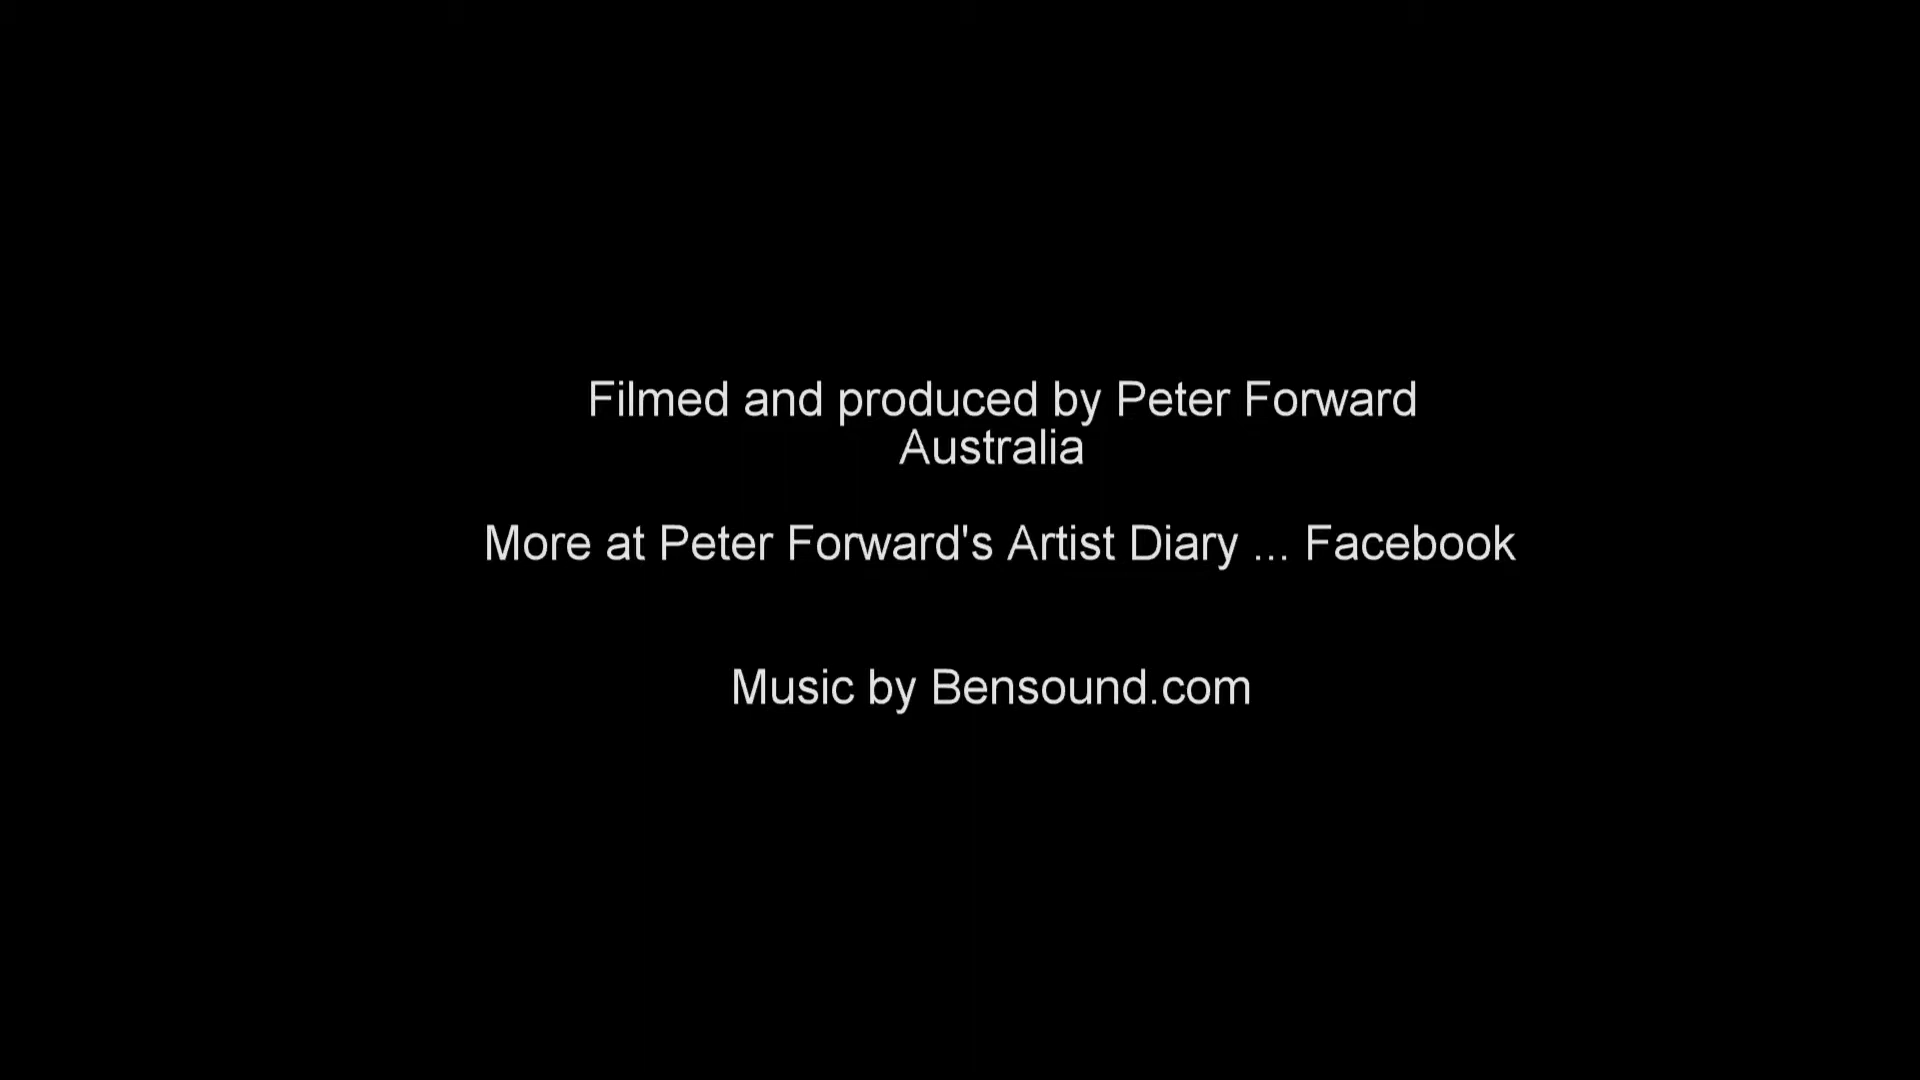 Filmed and produced by Peter Forward
Australia
More at Peter Forward's Artist Diary ... Facebook
Music by Bensound.com